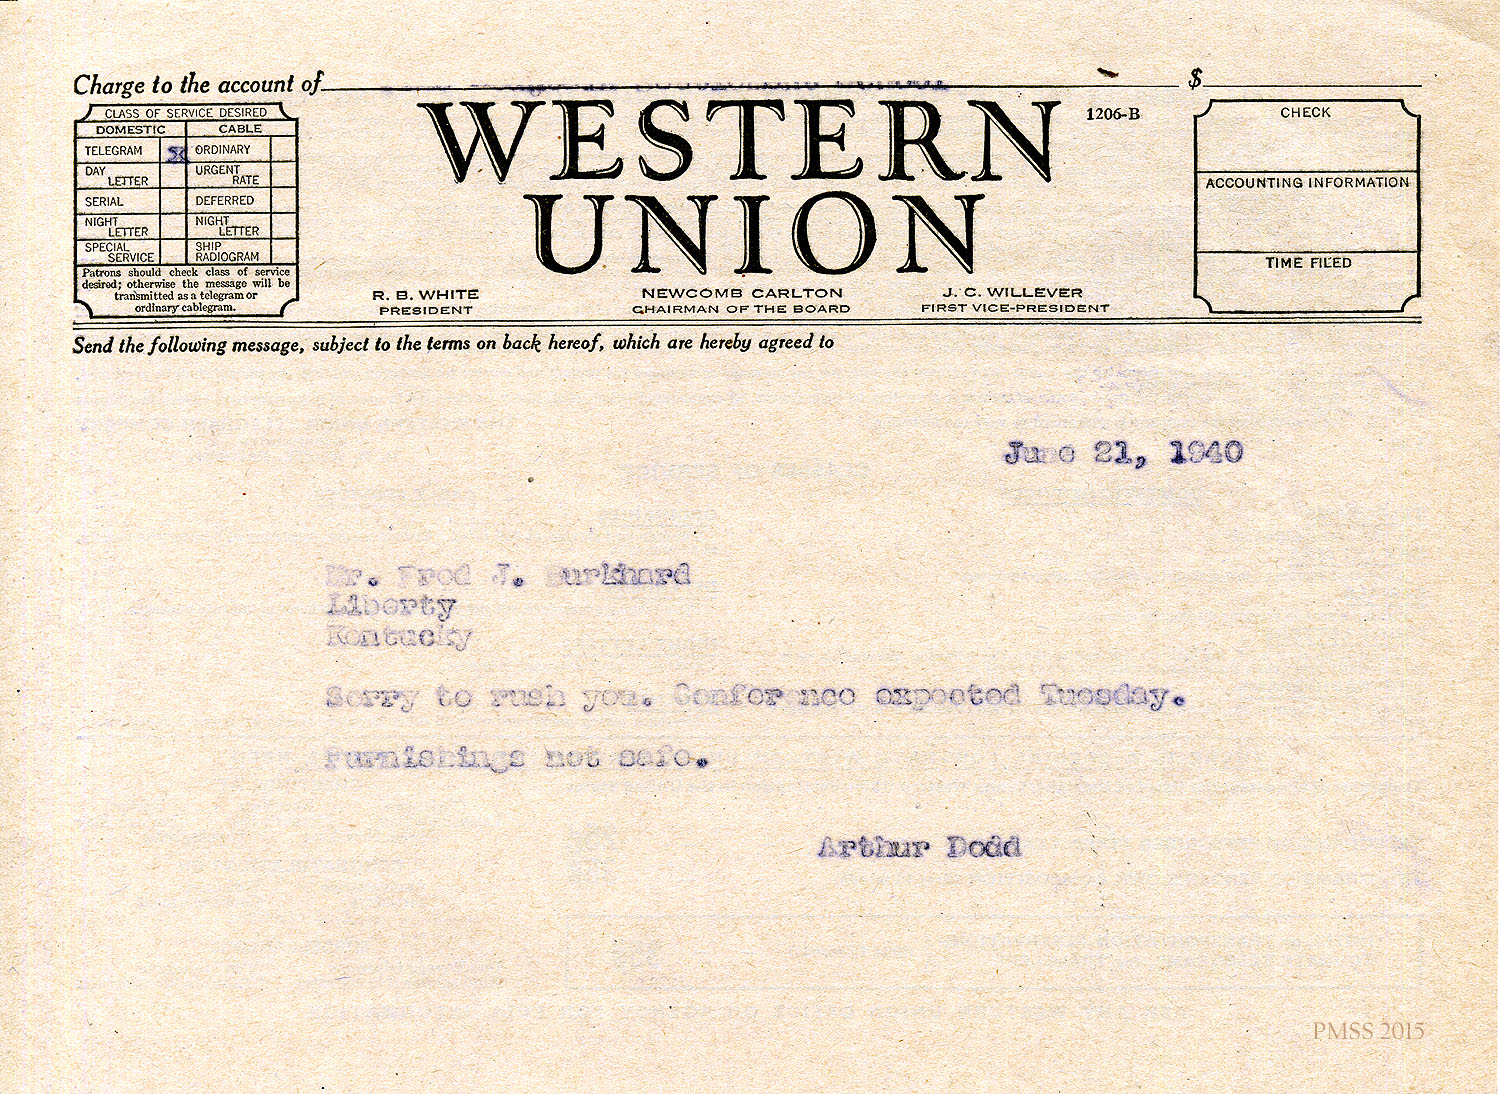 Charge to the account of $
CLASS OF SERVICE DESIRED
DOMESTIC CABLE
TELEGRAM X ORDINARY
DAY LETTER URGENT RATE
SERIAL DEFERRED
NIGHT LETTER NIGHT LETTER
SPECIAL SERVICE SHIP RADIOGRAM
Patrons should check class of service
desired; otherwise the message will be
transmitted as a telegram or
ordinary cablegram.
WESTERN
UNION
1206-B
CHECK
ACCOUNTING INFORMATION
TIME FILED
R. B. WHITE
PRESIDENT
NEWCOMB CARLTON
CHAIRMAN OF THE BOARD
J. C. WILLEVER
FIRST VICE-PRESIDENT
Send the following message, subject to the terms on back hereof, which are hereby agreed to
June 21, 1940
Mr. Fred J. Burkhard
Liberty
Kentucky
Sorry to rush you. Conference expected Tuesday.
Furnishings not safe.
Arthur Dodd
PMSS 2015